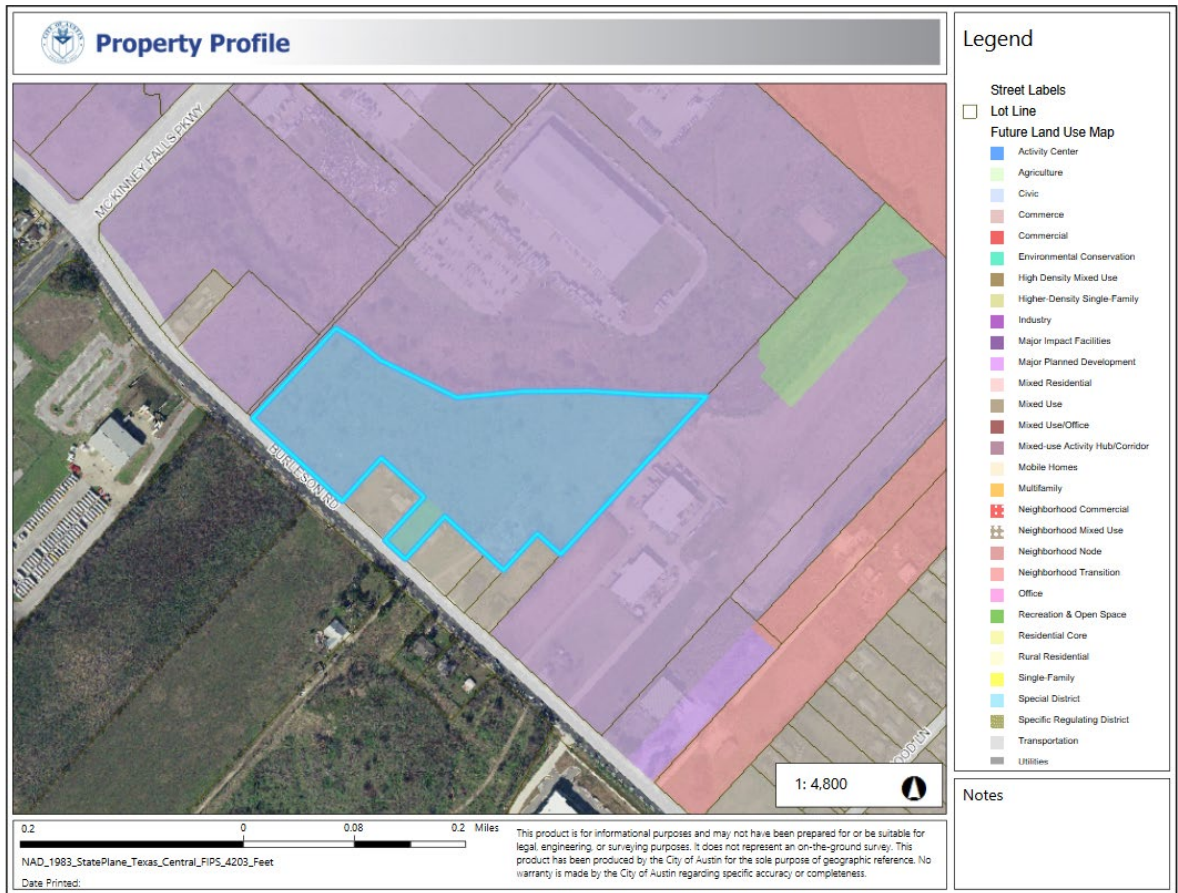 Property Profile
Legend
Street Labels
Lot Line
Future Land Use Map
Activity Center
Agriculture
Civic
Commerce
Commercial
Environmental Conservation
High Density Mixed Use
Higher-Density Single-Family
Industry
Major Impact Facilities
Major Planned Development
Mixed Residential
Mixed Use
Mixed Use/Office
Mixed-use Activity Hub/Corridor
Mobile Homes
Multifamily
Neighborhood Commercial
Neighborhood Mixed Use
Neighborhood Node
Neighborhood Transition
Office
Recreation & Open Space
Residential Core
Rural Residential
Single-Family
Special District
Specific Regulating District
Transportation
Utilities
MCKINNEY FALLS PKWY
BURLESON RD
OOD LN
1: 4,800
Notes
0.2 0 0.08 0.2 Miles
NAD_1983_StatePlane_Texas_Central_FIPS_4203_Feet
Date Printed:
This product is for informational purposes and may not have been prepared for or be suitable for
legal, engineering, or surveying purposes. It does not represent an on-the-ground survey. This
product has been produced by the City of Austin for the sole purpose of geographic reference. No
warranty is made by the City of Austin regarding specific accuracy or completeness.